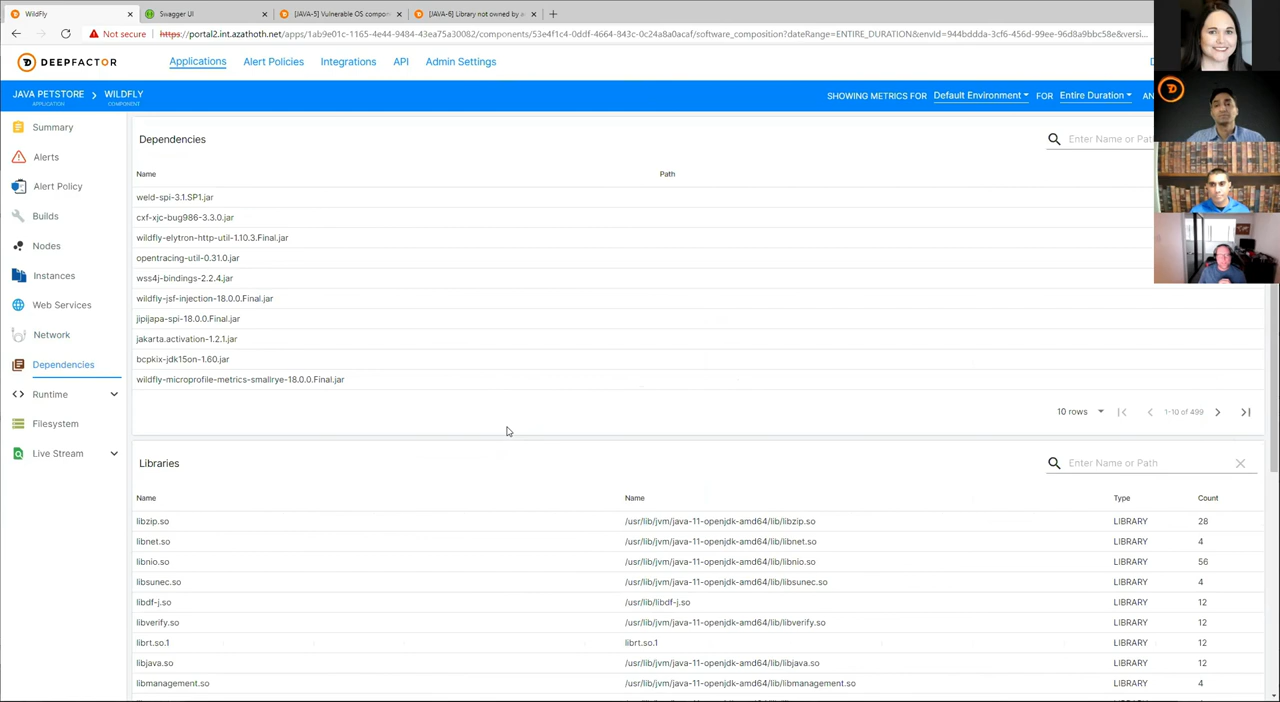 WildFly
Swagger UI
[JAVA-5] Vulnerable OS compon
[JAVA-6] Library not owned by a
Not secure
https://portal2.int.azathoth.net/apps/1ab9e01c-1165-4e44-9484-43ea75a30082/components/53e4f1c4-0ddf-4664-843c-0c24a8a0acaf/software_composition?dateRange=ENTIRE_DURATION&envId=944bddda-3cf6-456d-99ee-96d8a9bbc58e&versi...
DEEPFACTOR
Applications
Alert Policies
Integrations
API
Admin Settings
JAVA PETSTORE
APPLICATION
WILDFLY
COMPONENT
SHOWING METRICS FOR
Default Environment
FOR
Entire Duration
AN
Summary
Alerts
Alert Policy
Builds
Nodes
Instances
Web Services
Network
Dependencies
Runtime
Filesystem
Live Stream
Dependencies
Enter Name or Pat
Name Path
weld-spi-3.1.SP1.jar
cxf-xjc-bug986-3.3.0.jar
wildfly-elytron-http-util-1.10.3.Final.jar
opentracing-util-0.31.0.jar
wss4j-bindings-2.2.4.jar
wildfly-jsf-injection-18.0.0.Final.jar
jipijapa-spi-18.0.0.Final.jar
jakarta.activation-1.2.1.jar
bcpkix-jdk15on-1.60.jar
wildfly-microprofile-metrics-smallrye-18.0.0.Final.jar
10 rows
1-10 of 499
Libraries
Enter Name or Path
Name Name Type Count
libzip.so /usr/lib/jvm/java-11-openjdk-amd64/lib/libzip.so LIBRARY 28
libnet.so /usr/lib/jvm/java-11-openjdk-amd64/lib/libnet.so LIBRARY 4
libnio.so /usr/lib/jvm/java-11-openjdk-amd64/lib/libnio.so LIBRARY 56
libsunec.so /usr/lib/jvm/java-11-openjdk-amd64/lib/libsunec.so LIBRARY 4
libdf-j.so /usr/lib/libdf-j.so LIBRARY 12
libverify.so /usr/lib/jvm/java-11-openjdk-amd64/lib/libverify.so LIBRARY 12
librt.so.1 librt.so.1 LIBRARY 12
libjava.so /usr/lib/jvm/java-11-openjdk-amd64/lib/libjava.so LIBRARY 12
libmanagement.so /usr/lib/jvm/java-11-openjdk-amd64/lib/libmanagement.so LIBRARY 4